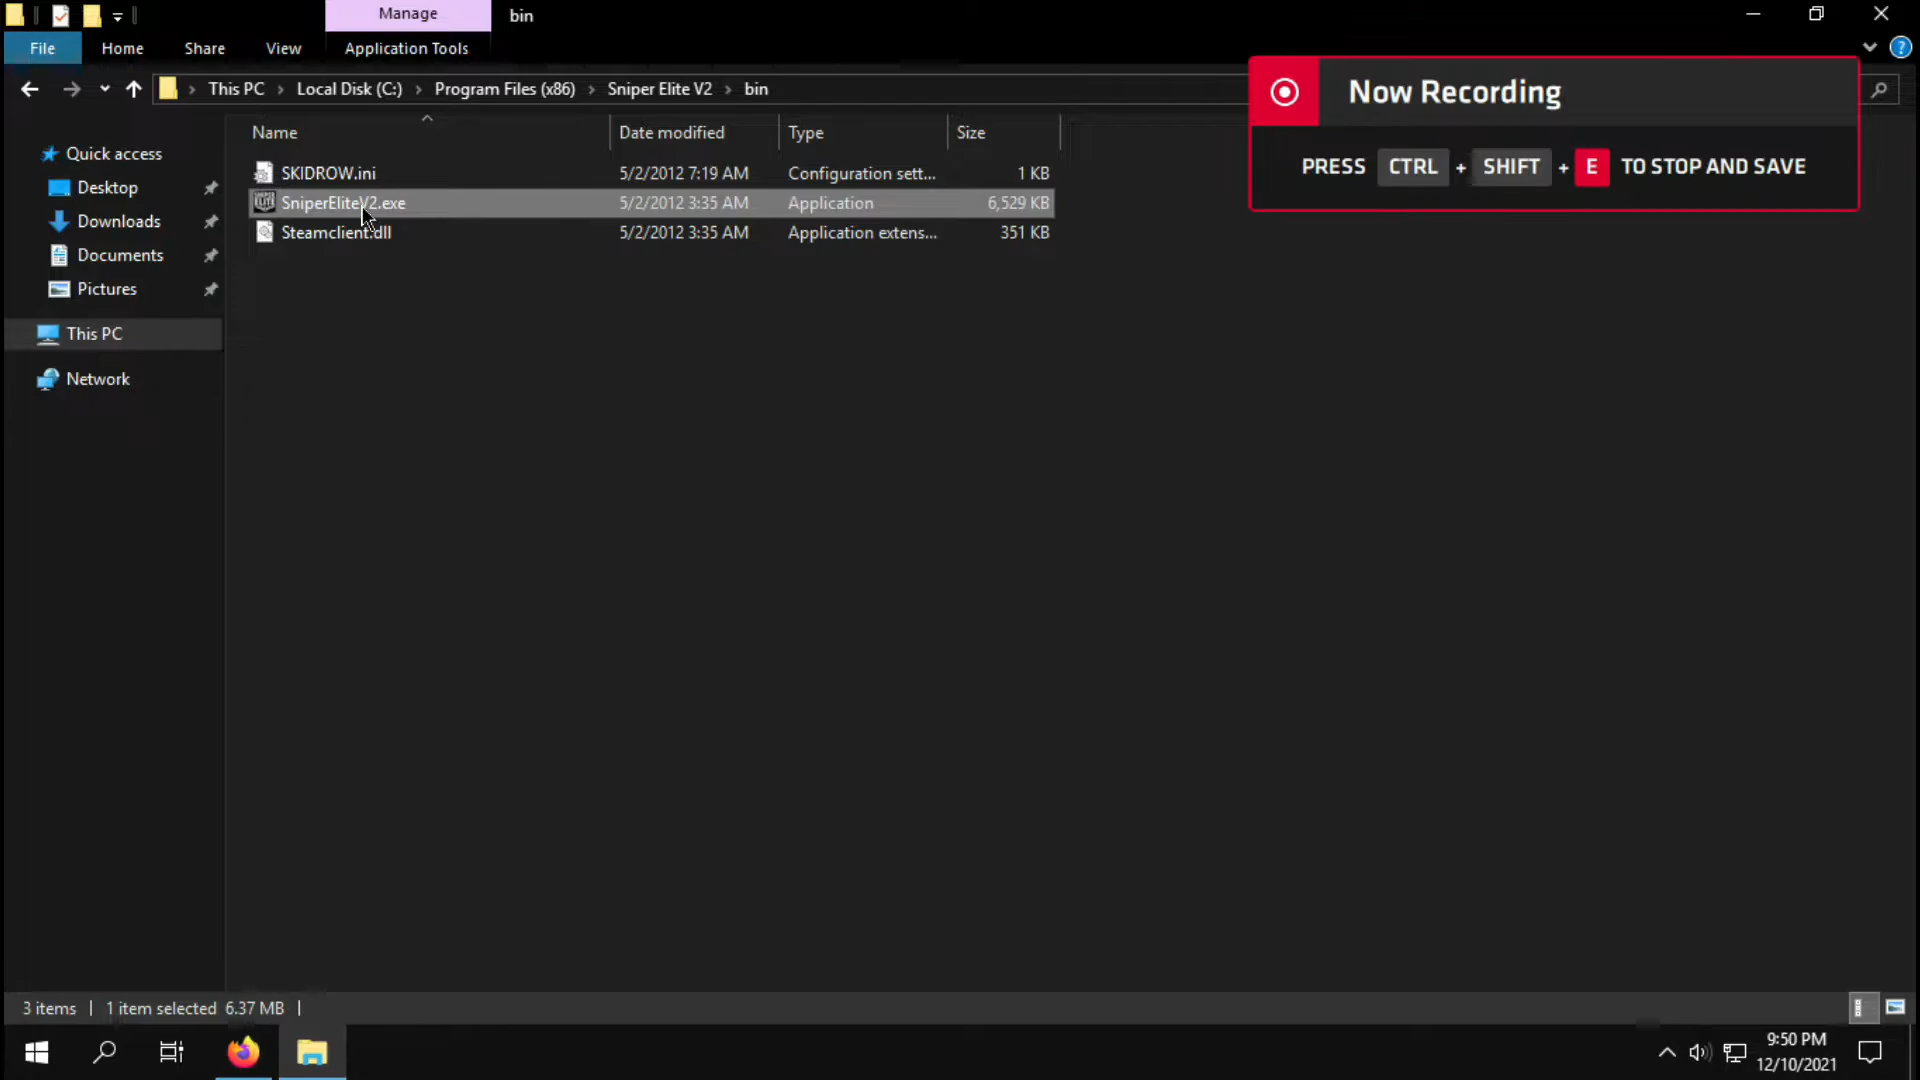 Manage
bin
File
Home
Share
View
Application Tools
This PC
Local Disk (C:)
Program Files (x86)
Sniper Elite V2
bin
Now Recording
PRESS CTRL + SHIFT + E TO STOP AND SAVE
Name
Date modified
Type
Size
Quick access
Desktop
Downloads
Documents
Pictures
This PC
Network
SKIDROW.ini 5/2/2012 7:19 AM Configuration sett... 1 KB
SniperEliteV2.exe 5/2/2012 3:35 AM Application 6,529 KB
Steamclient.dll 5/2/2012 3:35 AM Application extens... 351 KB
3 items
1 item selected 6.37 MB
9:50 PM
12/10/2021